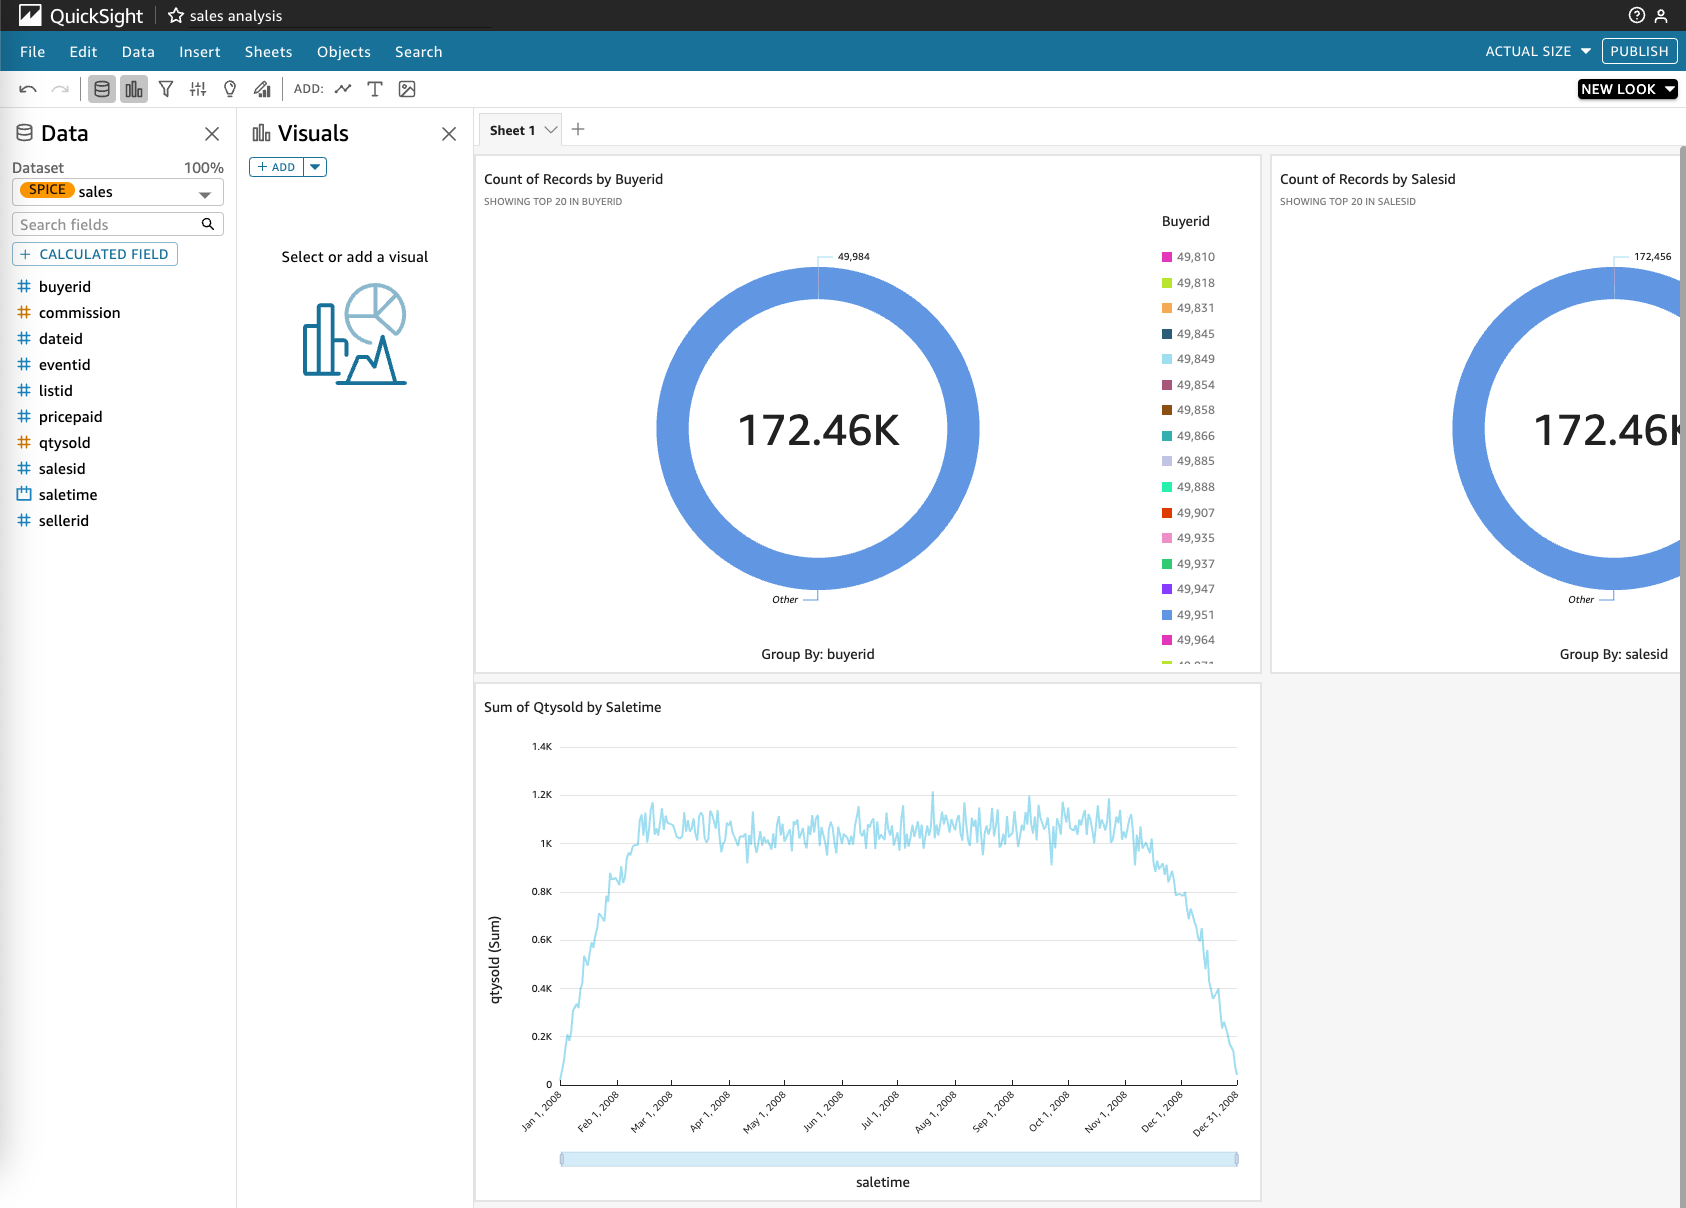 QuickSight
sales analysis
File Edit Data Insert Sheets Objects Search
ACTUAL SIZE
PUBLISH
ADD:
NEW LOOK
Data
Dataset 100%
SPICE sales
Search fields
+ CALCULATED FIELD
buyerid
commission
dateid
eventid
listid
pricepaid
qtysold
salesid
saletime
sellerid
Visuals
+ ADD
Select or add a visual
Sheet 1
Count of Records by Buyerid
SHOWING TOP 20 IN BUYERID
49,984
172.46K
Other
Group By: buyerid
Buyerid
49,810
49,818
49,831
49,845
49,849
49,854
49,858
49,866
49,885
49,888
49,907
49,935
49,937
49,947
49,951
49,964
Count of Records by Salesid
SHOWING TOP 20 IN SALESID
172,456
172.46K
Other
Group By: salesid
Sum of Qtysold by Saletime
1.4K
1.2K
1K
0.8K
0.6K
0.4K
0.2K
0
qtysold (Sum)
Jan 1, 2008
Feb 1, 2008
Mar 1, 2008
Apr 1, 2008
May 1, 2008
Jun 1, 2008
Jul 1, 2008
Aug 1, 2008
Sep 1, 2008
Oct 1, 2008
Nov 1, 2008
Dec 1, 2008
Dec 31, 2008
saletime